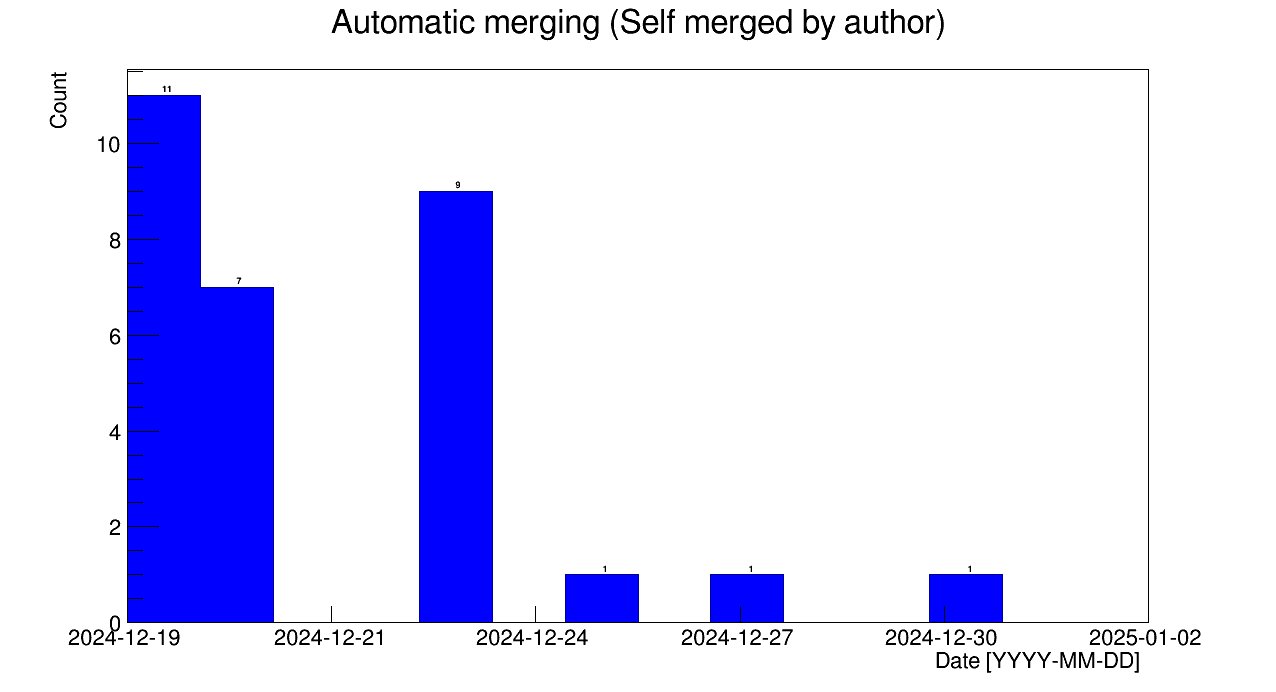 Automatic merging (Self merged by author)
Count
11
10
9
8
7
6
4
2
1 1 1
0
2024-12-19 2024-12-21 2024-12-24 2024-12-27 2024-12-30 2025-01-02
Date [YYYY-MM-DD]